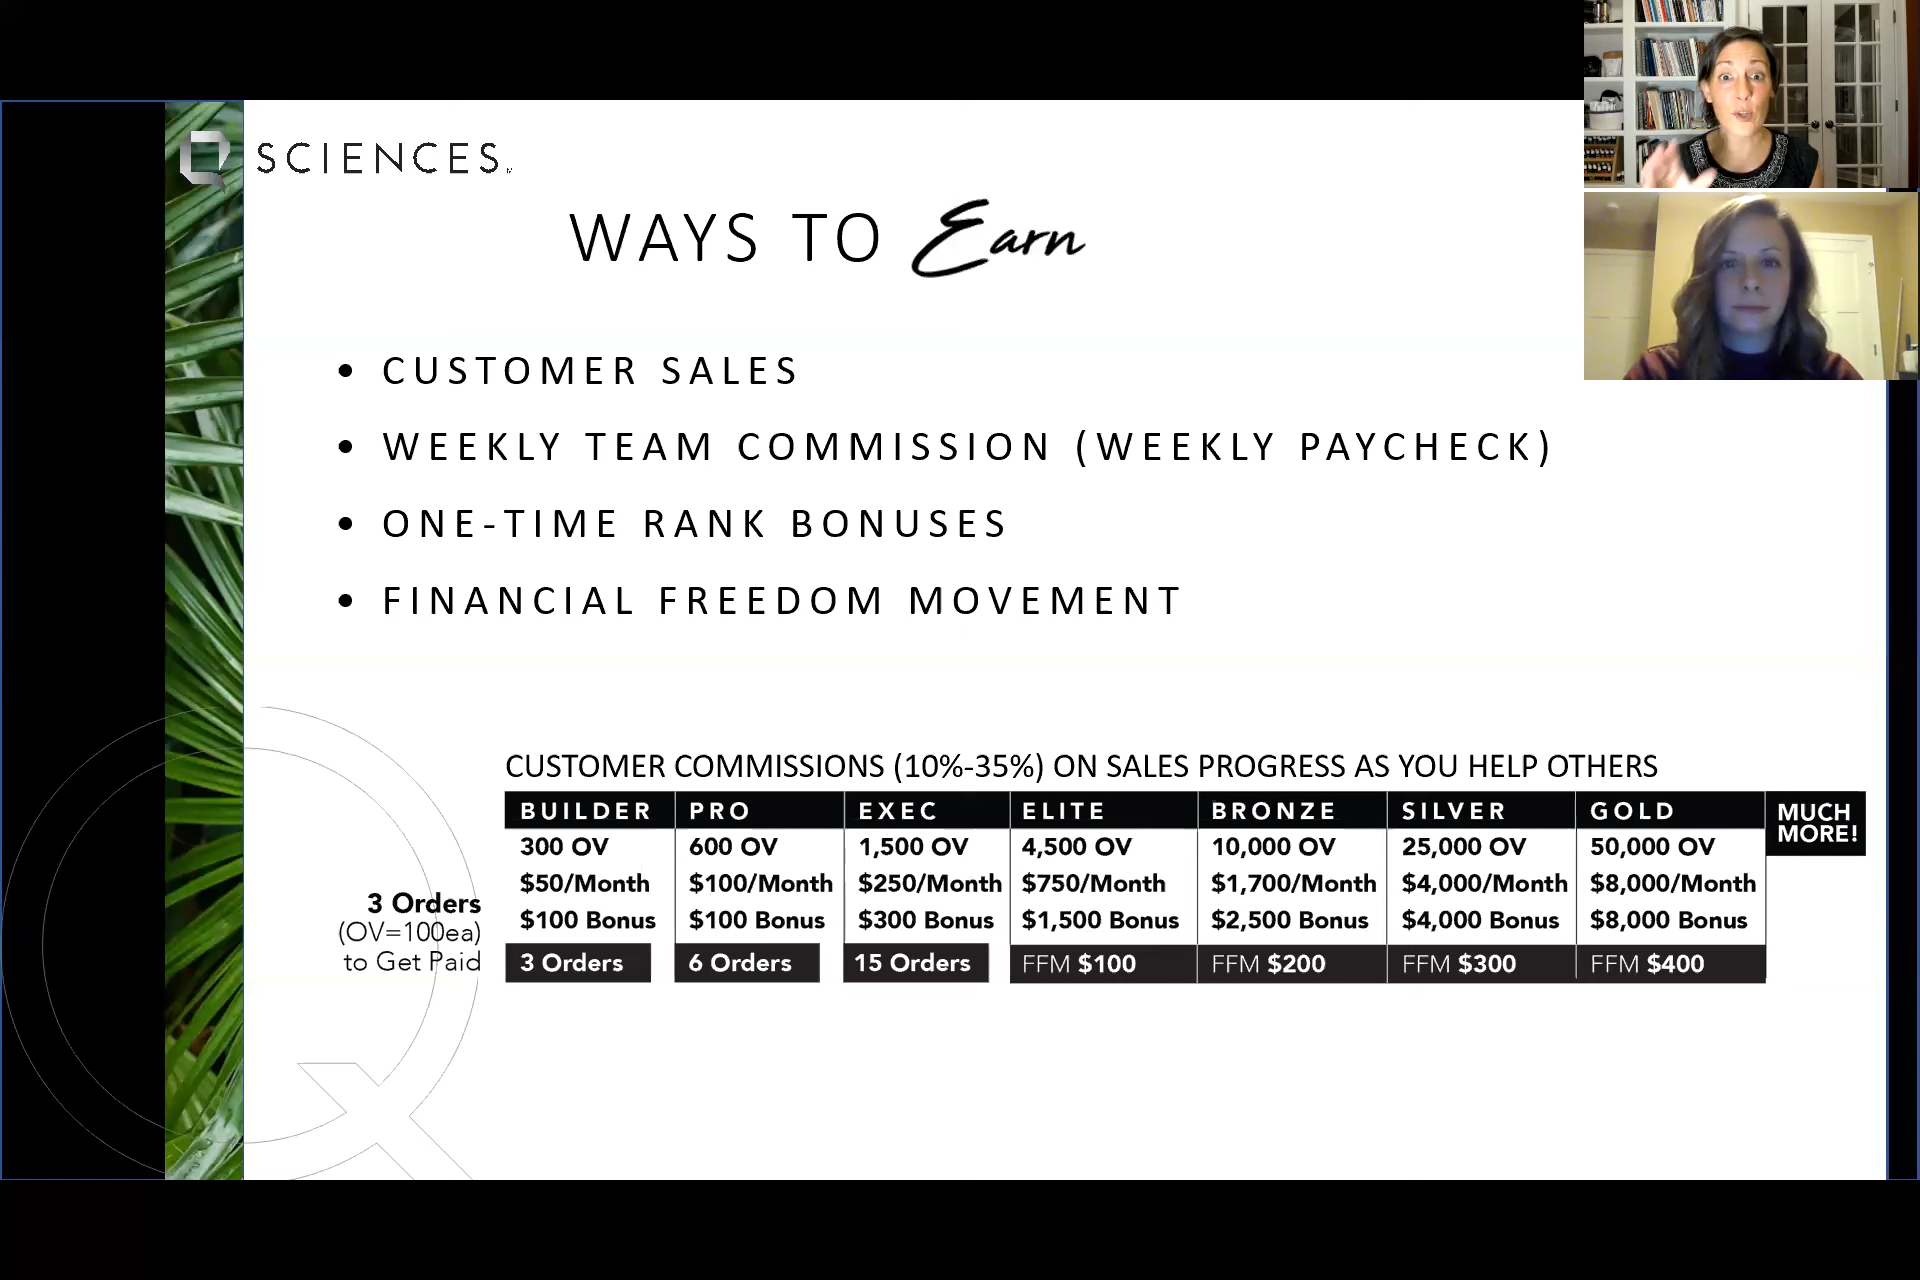 Q SCIENCES
WAYS TO Earn
• CUSTOMER SALES
• WEEKLY TEAM COMMISSION (WEEKLY PAYCHECK)
• ONE-TIME RANK BONUSES
• FINANCIAL FREEDOM MOVEMENT
CUSTOMER COMMISSIONS (10%-35%) ON SALES PROGRESS AS YOU HELP OTHERS
BUILDER PRO EXEC ELITE BRONZE SILVER GOLD MUCH
MORE!
300 OV 600 OV 1,500 OV 4,500 OV 10,000 OV 25,000 OV 50,000 OV
$50/Month $100/Month $250/Month $750/Month $1,700/Month $4,000/Month $8,000/Month
$100 Bonus $100 Bonus $300 Bonus $1,500 Bonus $2,500 Bonus $4,000 Bonus $8,000 Bonus
3 Orders
(OV=100ea)
to Get Paid
3 Orders 6 Orders 15 Orders FFM $100 FFM $200 FFM $300 FFM $400